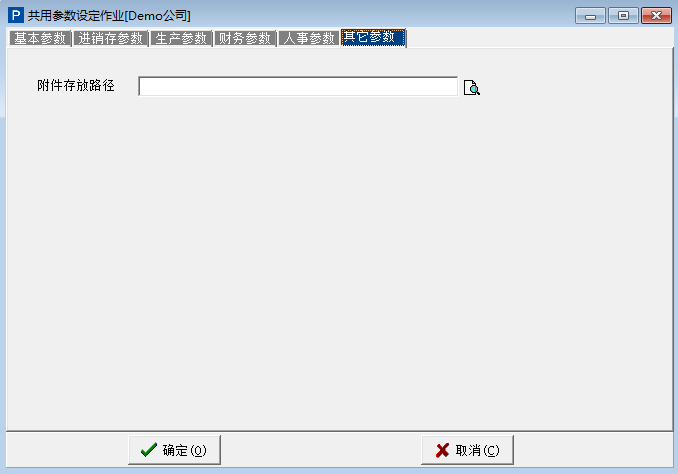 P 共用参数设定作业[Demo公司]
基本参数 进销存参数 生产参数 财务参数 人事参数 其它参数
附件存放路径
确定(O) 取消(C)